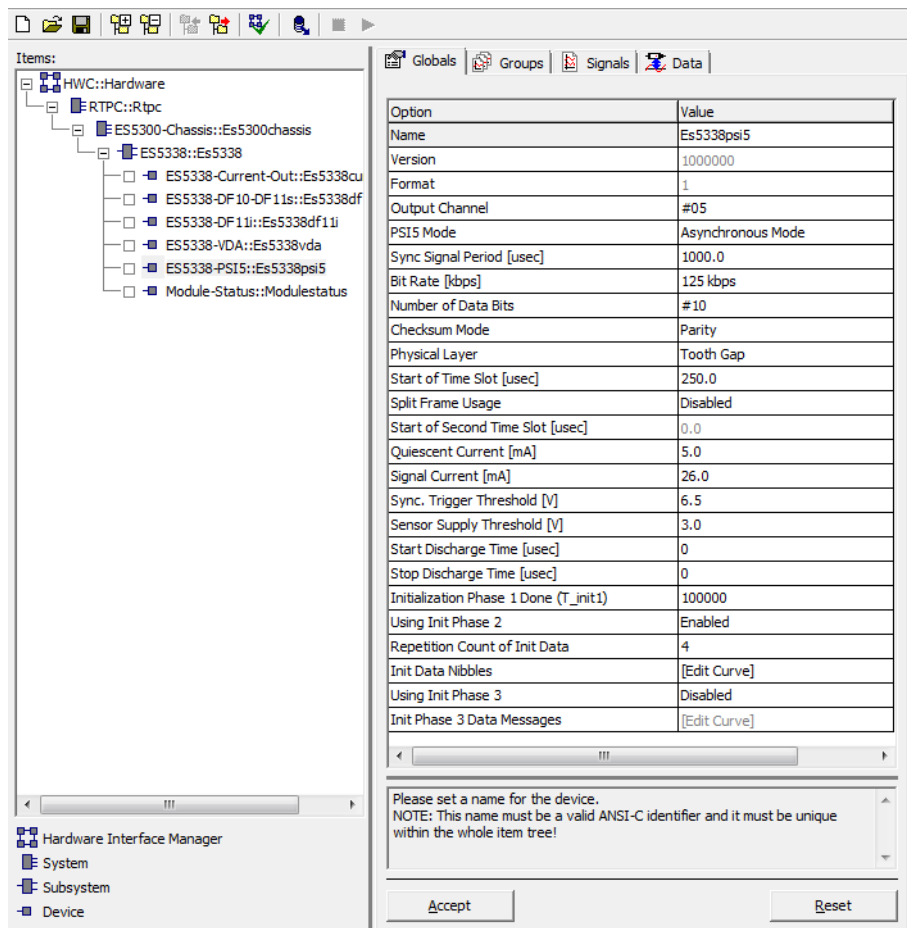 Items:
HWC::Hardware
RTPC::Rtpc
ES5300-Chassis::Es5300chassis
ES5338::Es5338
ES5338-Current-Out::Es5338cu
ES5338-DF10-DF11s::Es5338df
ES5338-DF11i::Es5338df11i
ES5338-VDA::Es5338vda
ES5338-PSI5::Es5338psi5
Module-Status::Modulestatus
Hardware Interface Manager
System
Subsystem
Device
Globals Groups Signals Data
Option Value
Name Es5338psi5
Version 1000000
Format 1
Output Channel #05
PSI5 Mode Asynchronous Mode
Sync Signal Period [usec] 1000.0
Bit Rate [kbps] 125 kbps
Number of Data Bits #10
Checksum Mode Parity
Physical Layer Tooth Gap
Start of Time Slot [usec] 250.0
Split Frame Usage Disabled
Start of Second Time Slot [usec] 0.0
Quiescent Current [mA] 5.0
Signal Current [mA] 26.0
Sync. Trigger Threshold [V] 6.5
Sensor Supply Threshold [V] 3.0
Start Discharge Time [usec] 0
Stop Discharge Time [usec] 0
Initialization Phase 1 Done (T_init1) 100000
Using Init Phase 2 Enabled
Repetition Count of Init Data 4
Init Data Nibbles [Edit Curve]
Using Init Phase 3 Disabled
Init Phase 3 Data Messages [Edit Curve]
Please set a name for the device.
NOTE: This name must be a valid ANSI-C identifier and it must be unique
within the whole item tree!
Accept Reset